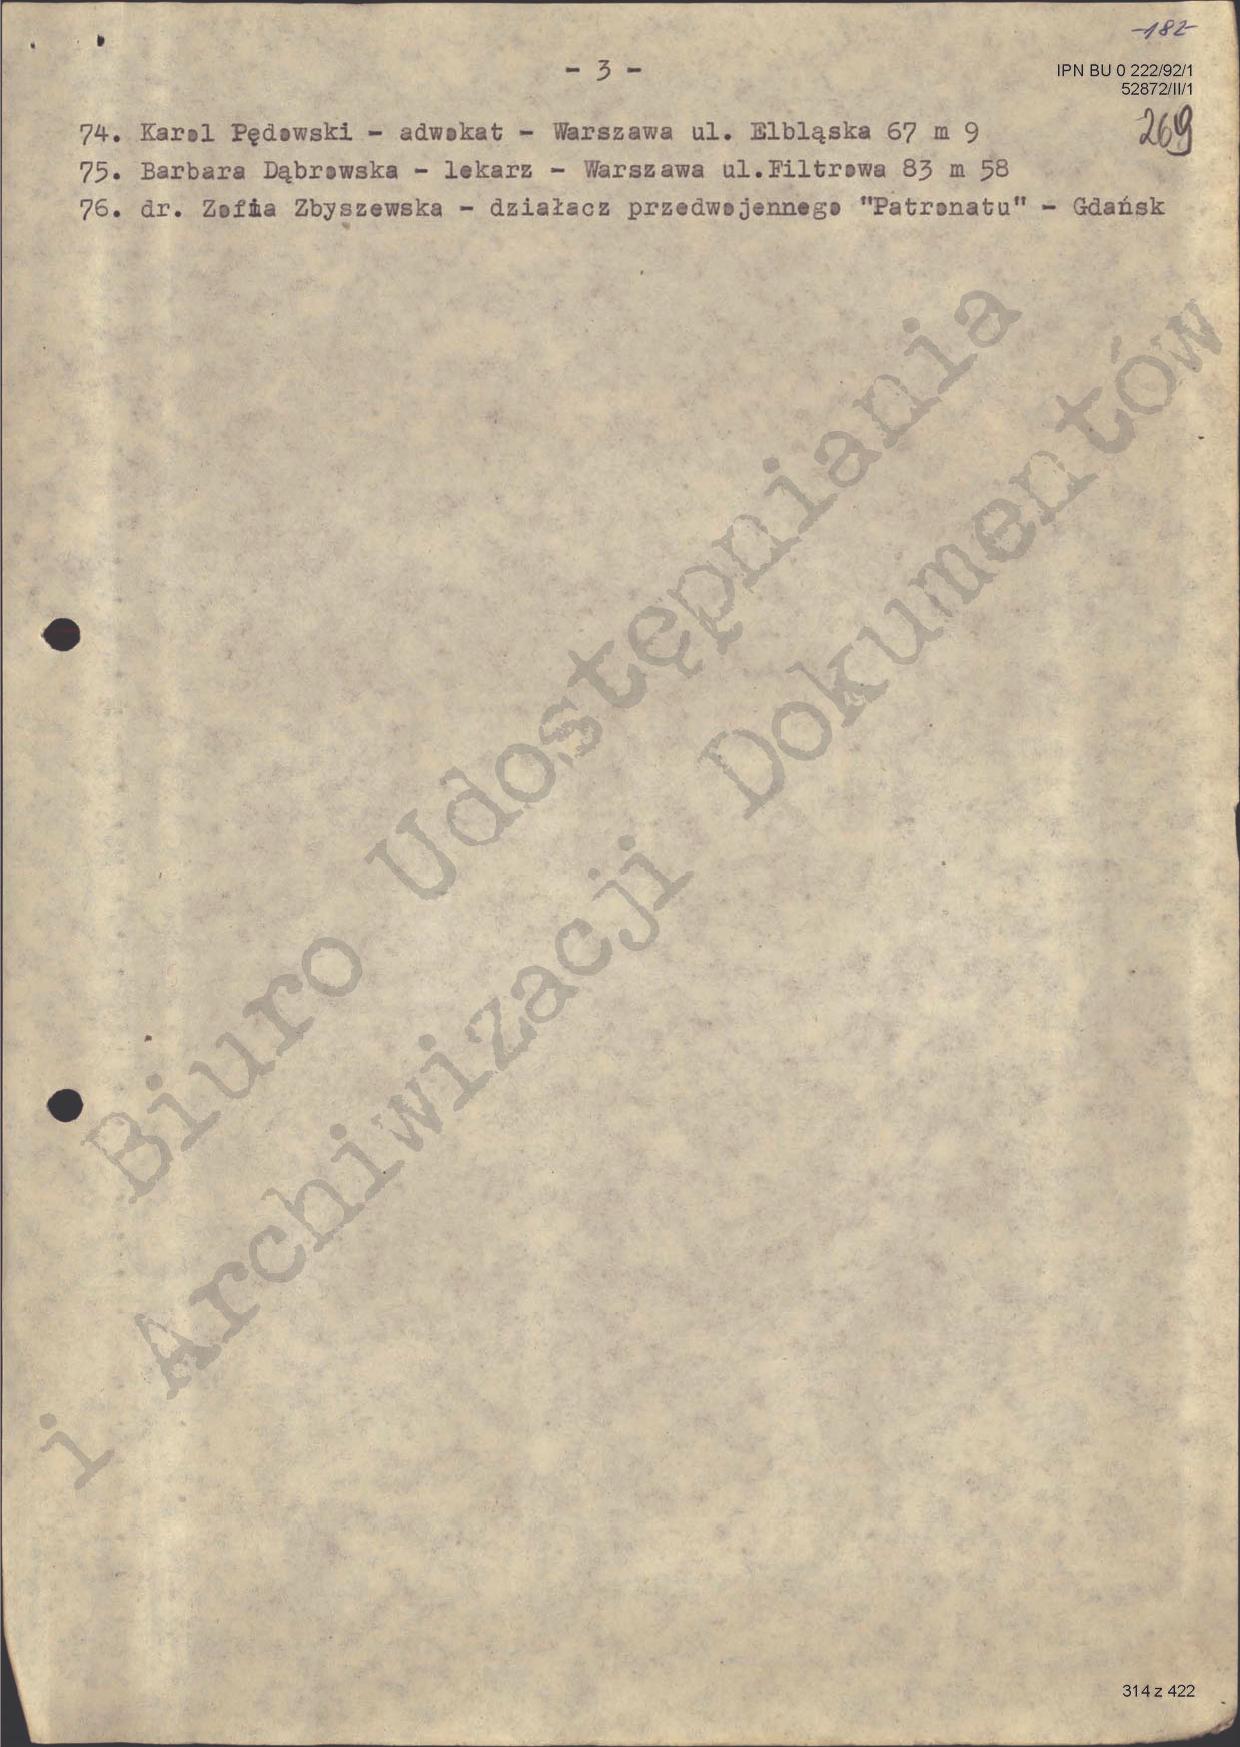 -182-
- 3 -
IPN BU 0 222/92/1
52872/II/1
269
74. Karol Pędowski - adwokat - Warszawa ul. Elbląska 67 m 9
75. Barbara Dąbrowska - lekarz - Warszawa ul.Filtrowa 83 m 58
76. dr. Zofia Zbyszewska - działacz przedwojennego "Patronatu" - Gdańsk
Biuro Udostępniania
i Archiwizacji Dokumentów
314 z 422